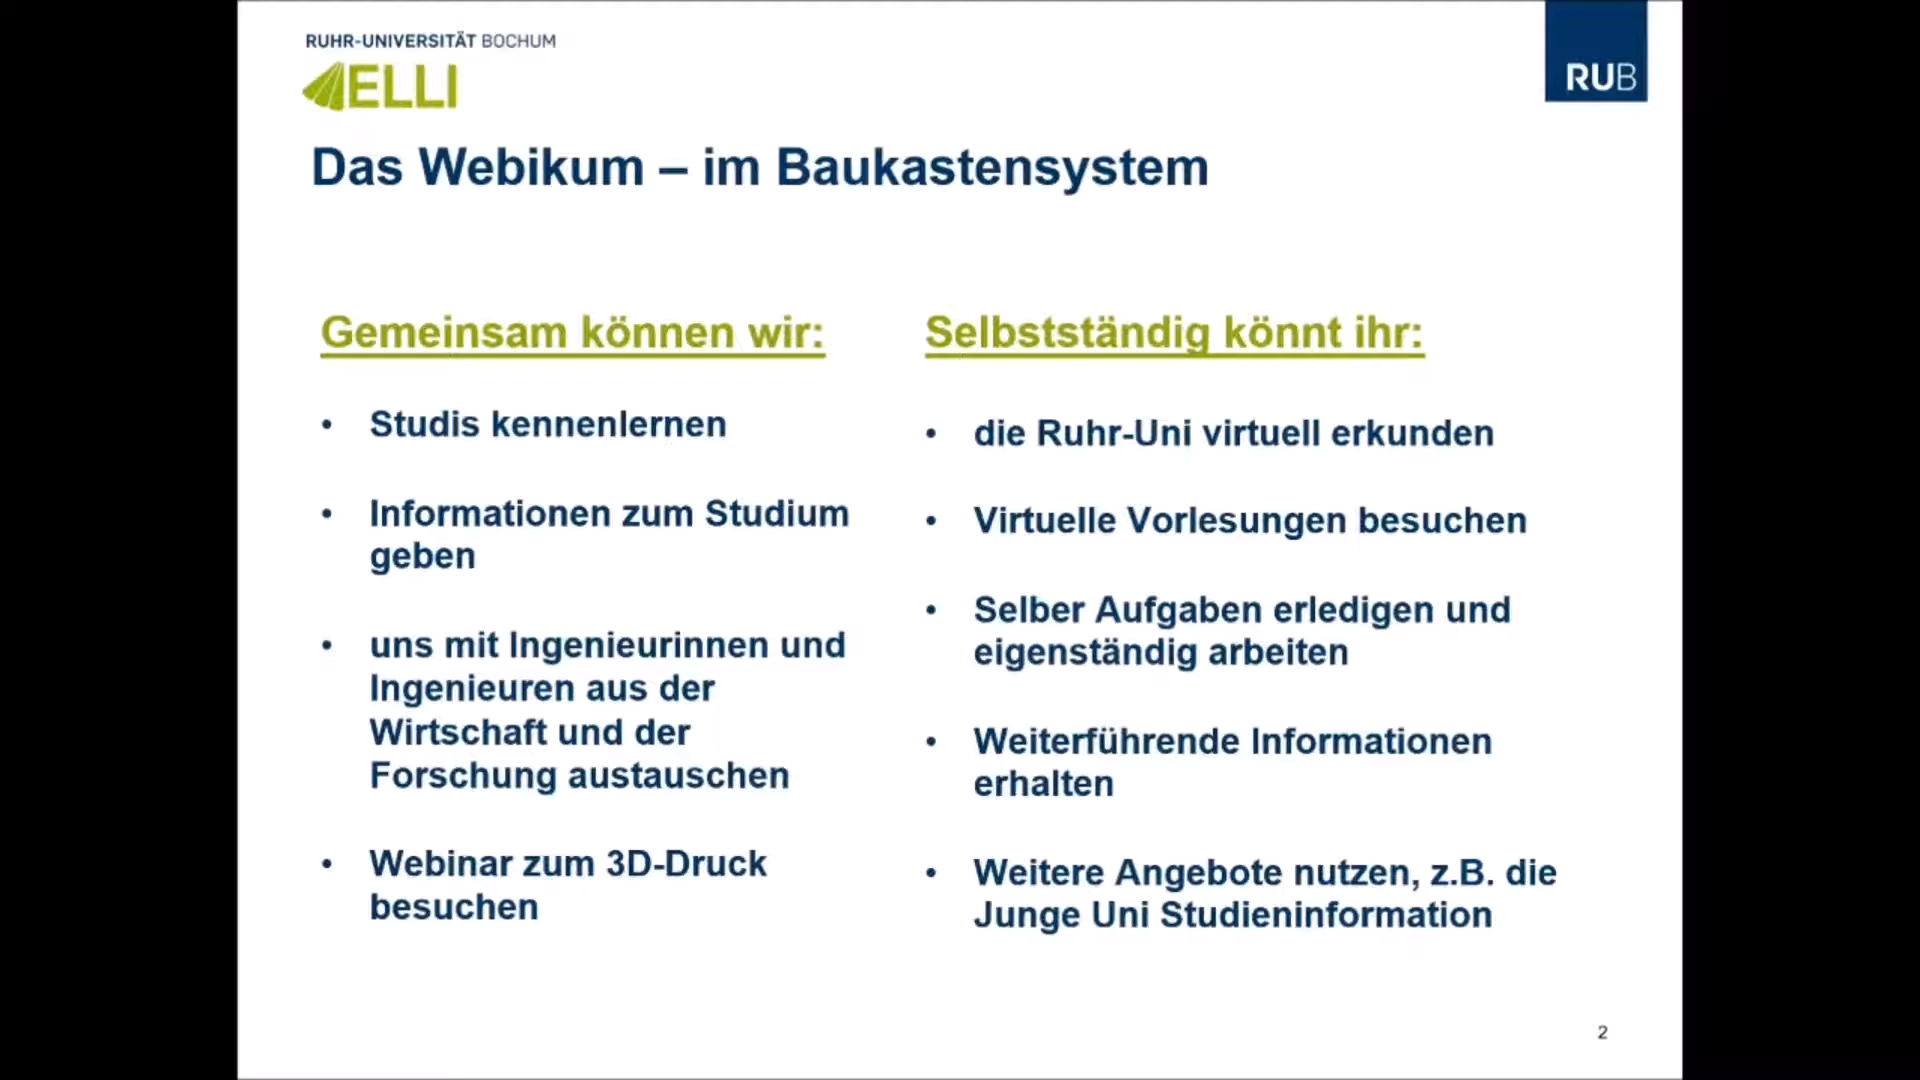 RUHR-UNIVERSITÄT BOCHUM
ELLI
RUB
Das Webikum – im Baukastensystem
Gemeinsam können wir:
• Studis kennenlernen
• Informationen zum Studium
geben
• uns mit Ingenieurinnen und
Ingenieuren aus der
Wirtschaft und der
Forschung austauschen
• Webinar zum 3D-Druck
besuchen
Selbstständig könnt ihr:
• die Ruhr-Uni virtuell erkunden
• Virtuelle Vorlesungen besuchen
• Selber Aufgaben erledigen und
eigenständig arbeiten
• Weiterführende Informationen
erhalten
• Weitere Angebote nutzen, z.B. die
Junge Uni Studieninformation
2